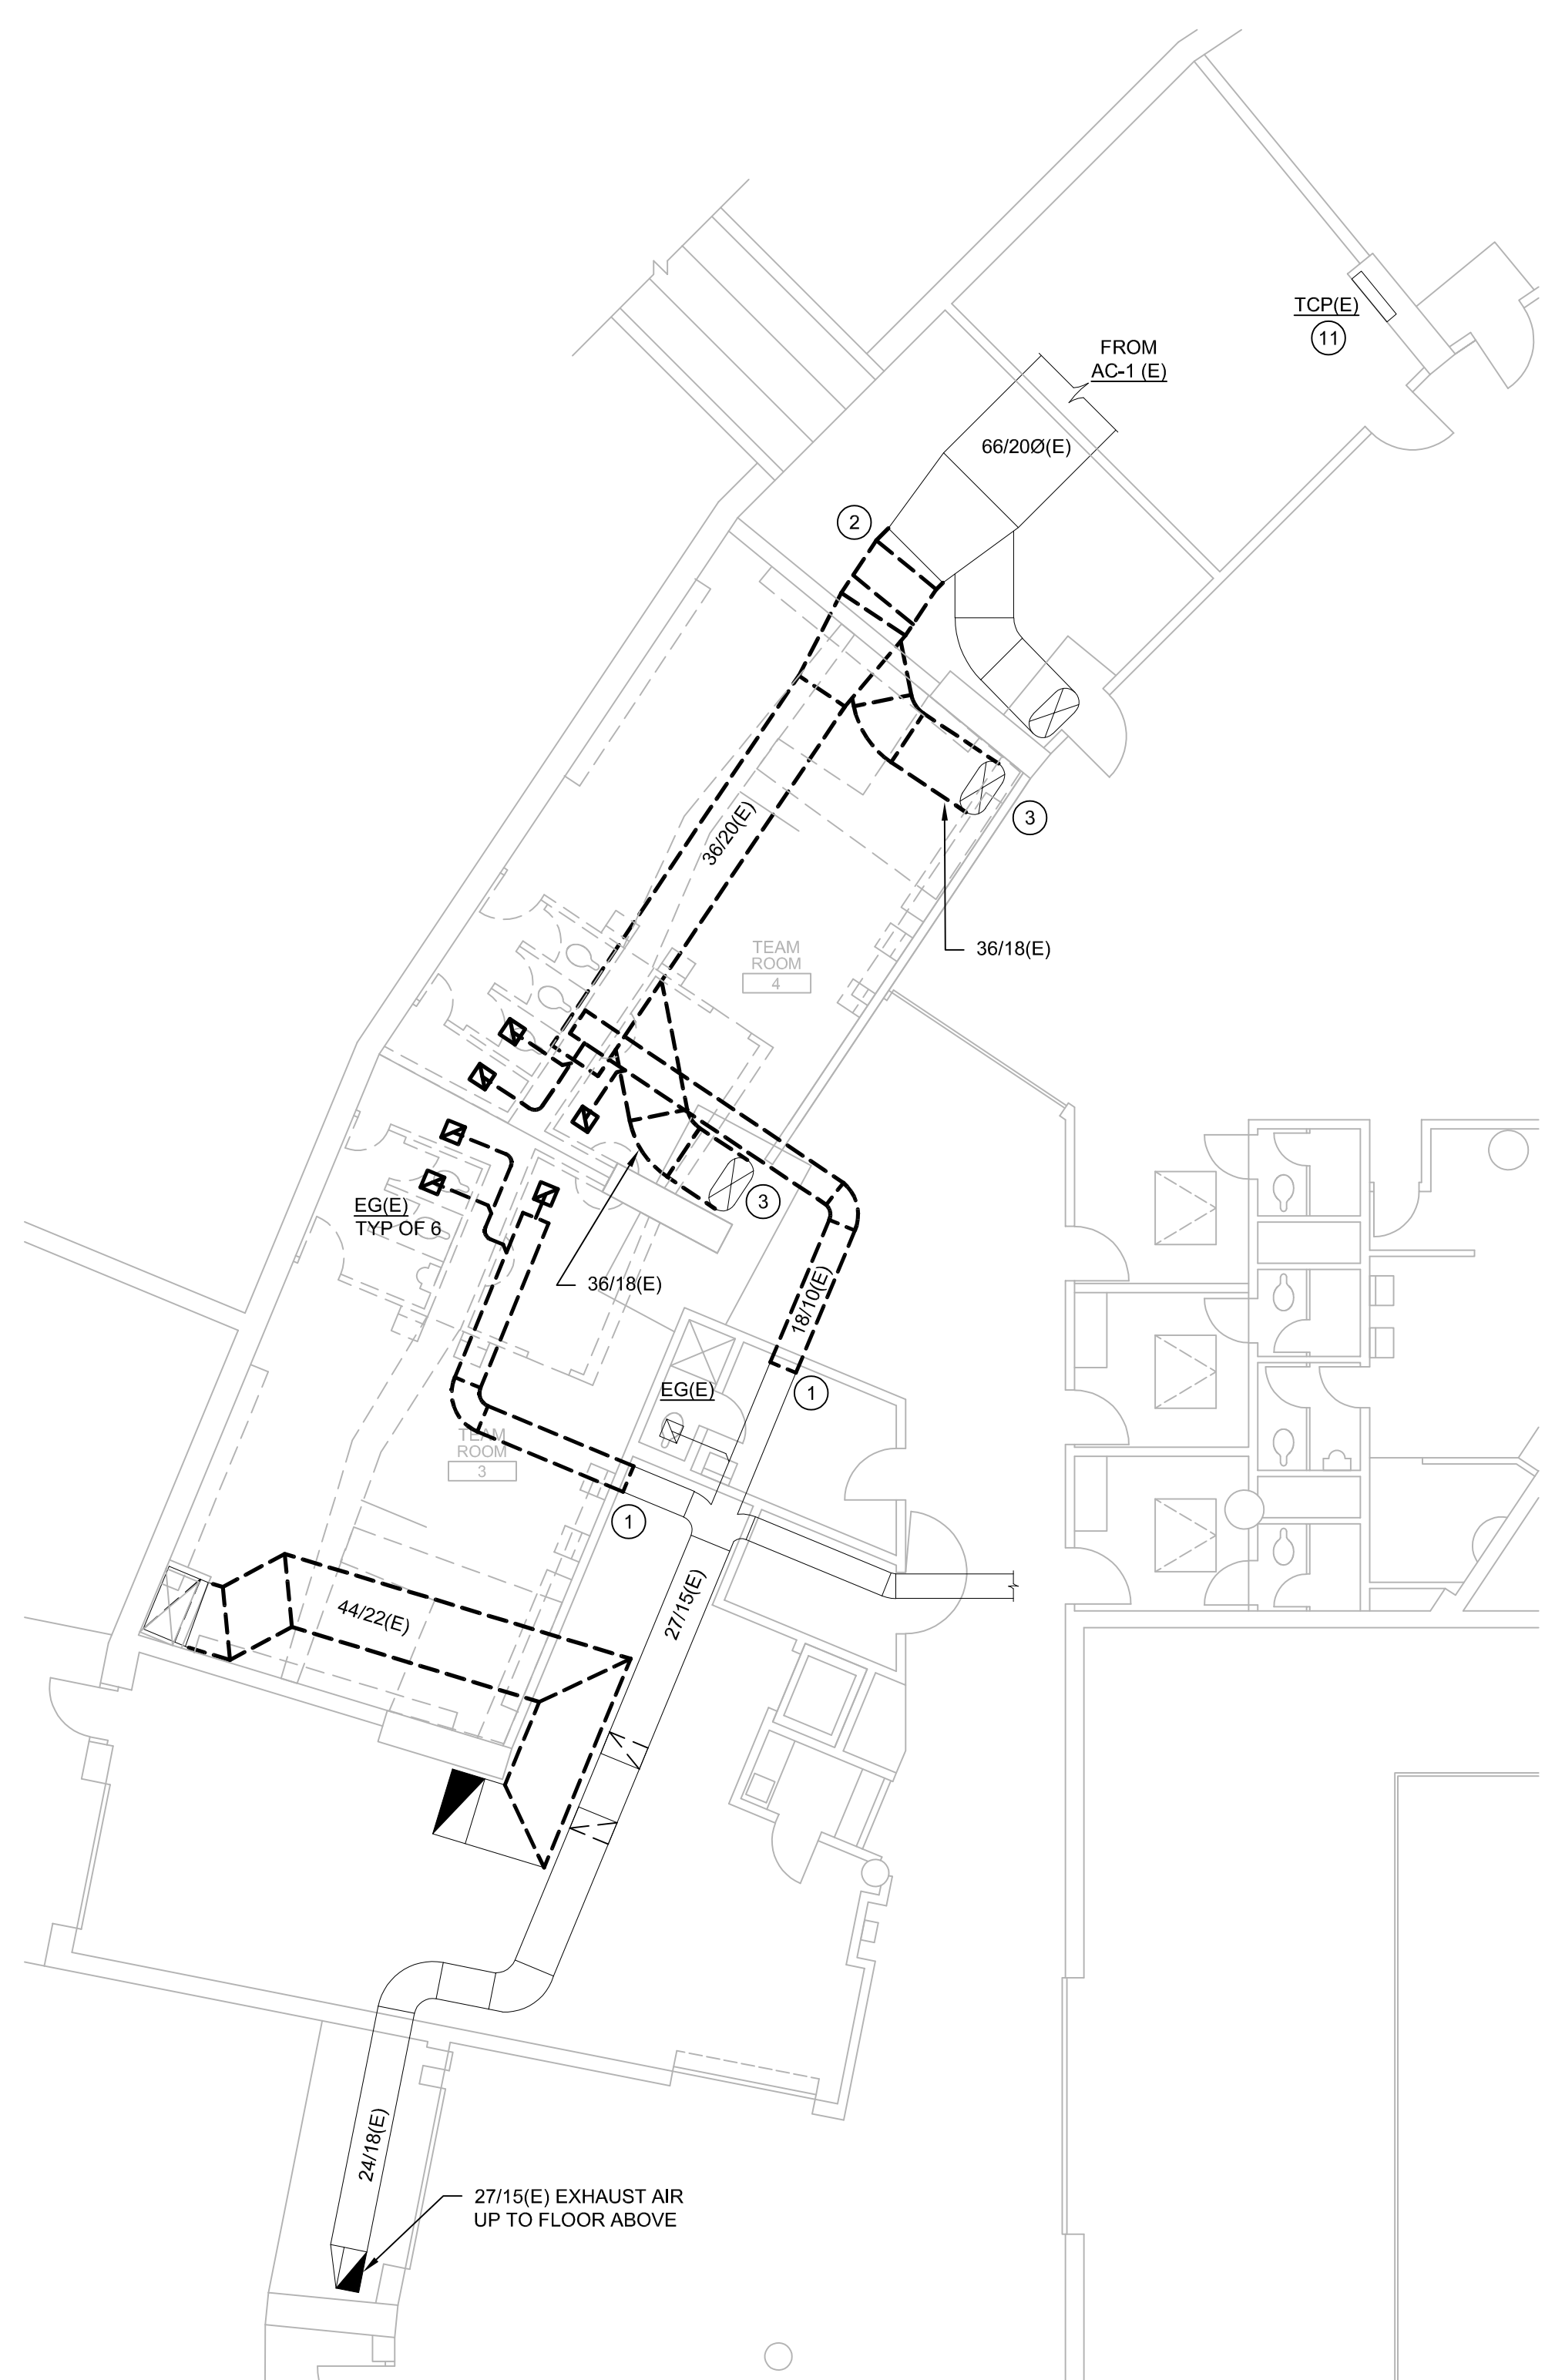 TCP(E)
11
FROM
AC-1 (E)
66/20Ø(E)
2
36/20(E)
3
36/18(E)
TEAM
ROOM
4
EG(E)
TYP OF 6
3
36/18(E)
18/10(E)
EG(E)
1
TEAM
ROOM
3
1
44/22(E)
27/15(E)
24/18(E)
27/15(E) EXHAUST AIR
UP TO FLOOR ABOVE